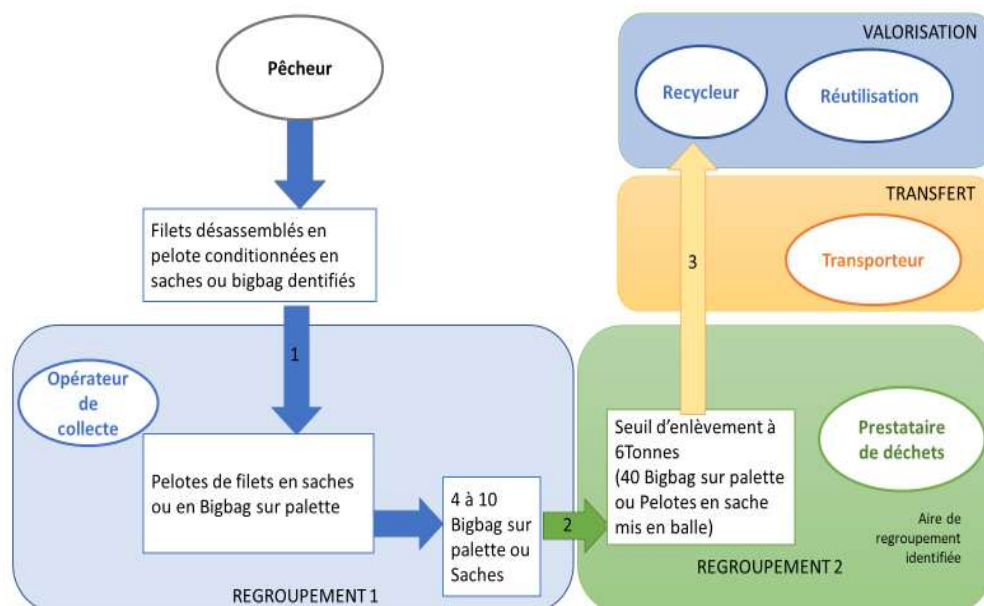 Pêcheur
Filets désassemblés en
pelote conditionnées en
saches ou bigbag dentifiés
1
Opérateur
de
collecte
Pelotes de filets en saches
ou en Bigbag sur palette
4 à 10
Bigbag sur
palette ou
Saches
REGROUPEMENT 1
2
Seuil d'enlèvement à
6Tonnes
(40 Bigbag sur palette
ou Pelotes en sache
mis en balle)
Prestataire
de déchets
Aire de
regroupement
identifiée
REGROUPEMENT 2
3
TRANSFERT
Transporteur
VALORISATION
Recycleur
Réutilisation